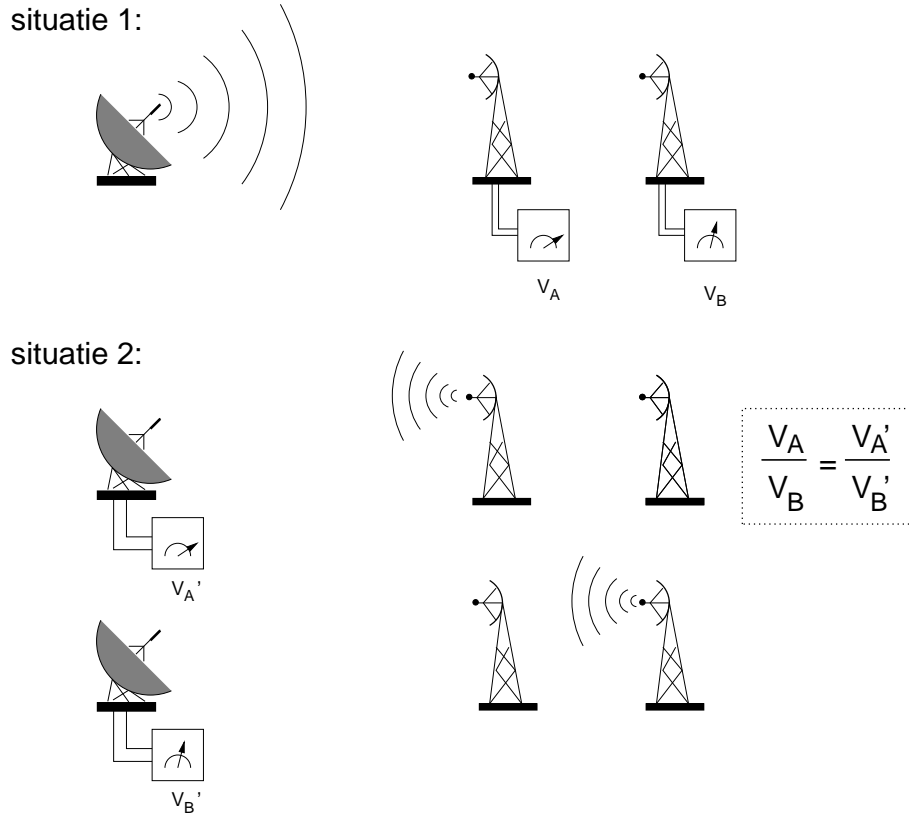 situatie 1:
V_A
V_B
situatie 2:
V_A / V_B = V_A' / V_B'
V_A'
V_B'